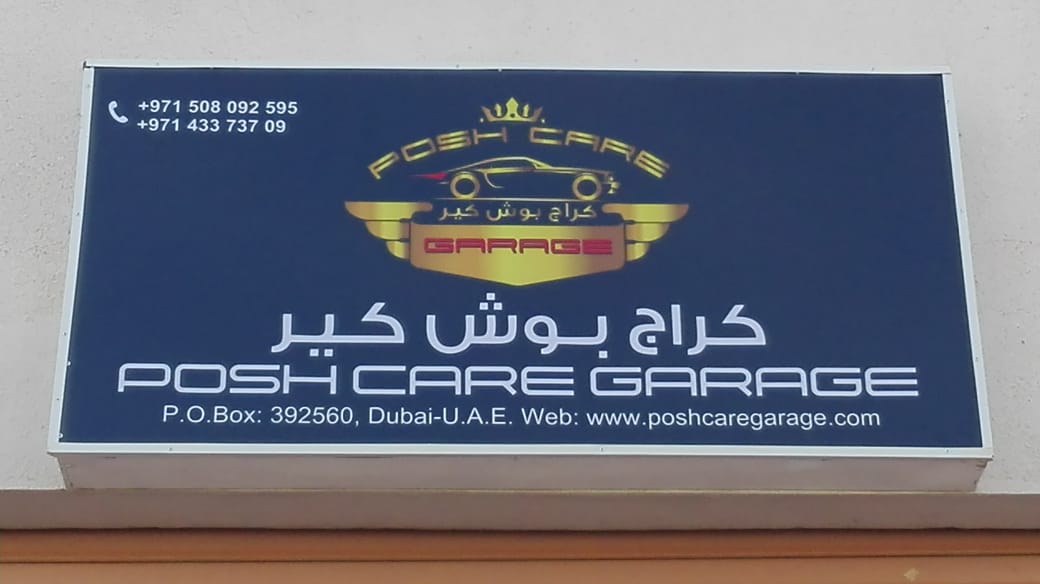 +971 508 092 595
+971 433 737 09
POSH CARE
كراج بوش كير
GARAGE
كراج بوش كير
POSH CARE GARAGE
P.O.Box: 392560, Dubai-U.A.E. Web: www.poshcaregarage.com